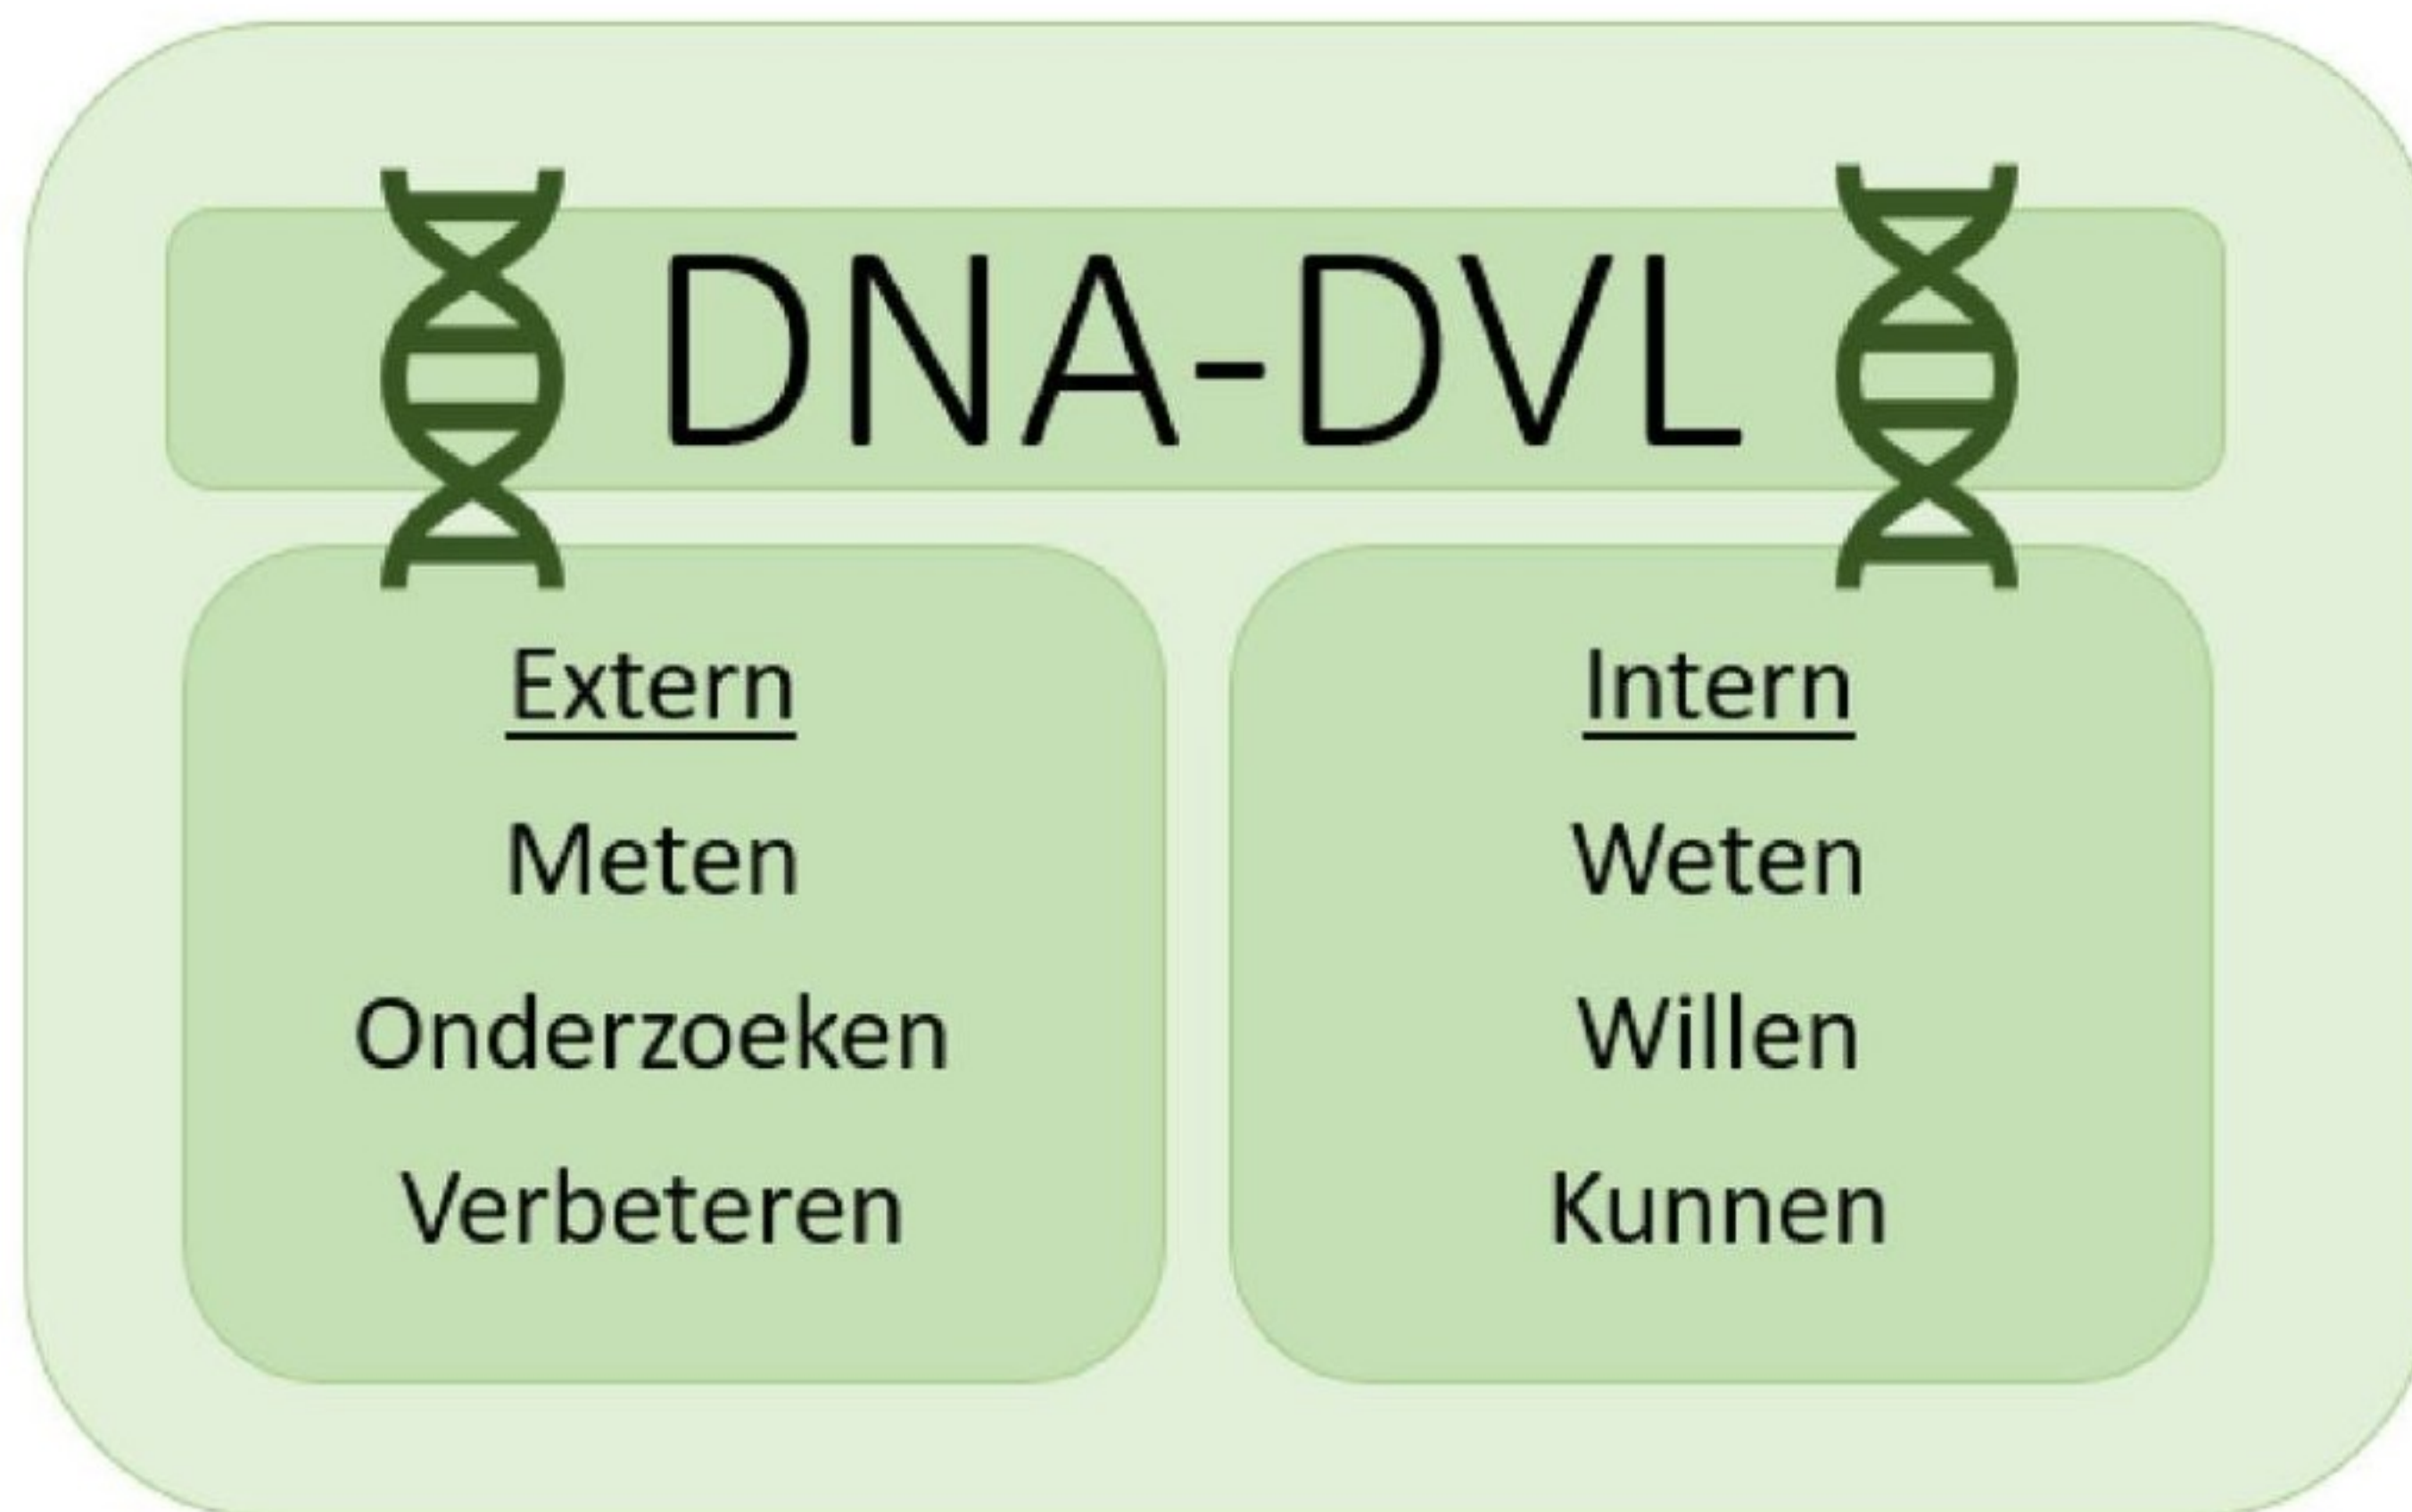 DNA-DVL
Extern
Meten
Onderzoeken
Verbeteren
Intern
Weten
Willen
Kunnen